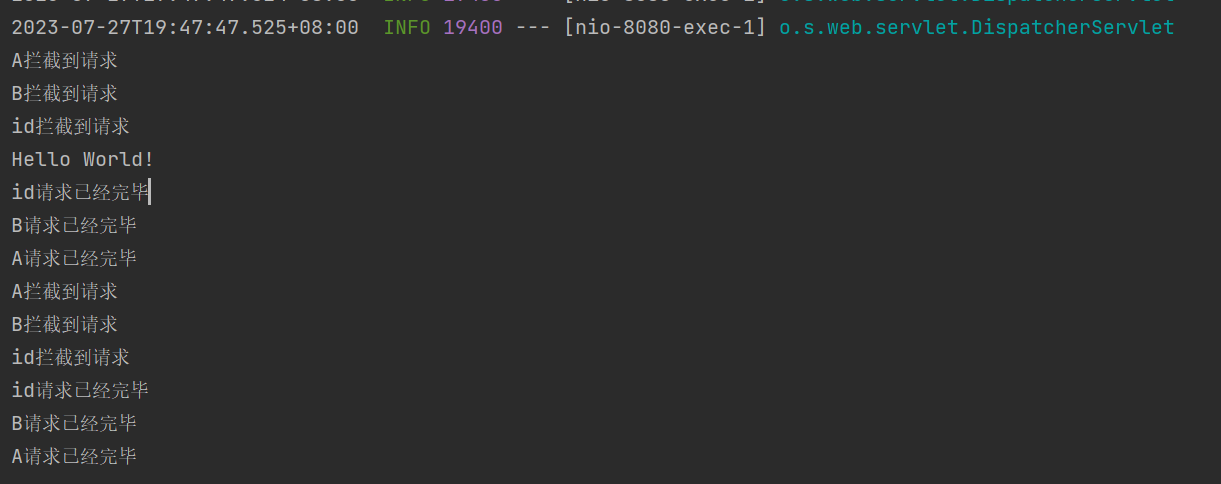 2023-07-27T19:47:47.525+08:00  INFO 19400 --- [nio-8080-exec-1] o.s.web.servlet.DispatcherServlet
A拦截到请求
B拦截到请求
id拦截到请求
Hello World!
id请求已经完毕
B请求已经完毕
A请求已经完毕
A拦截到请求
B拦截到请求
id拦截到请求
id请求已经完毕
B请求已经完毕
A请求已经完毕